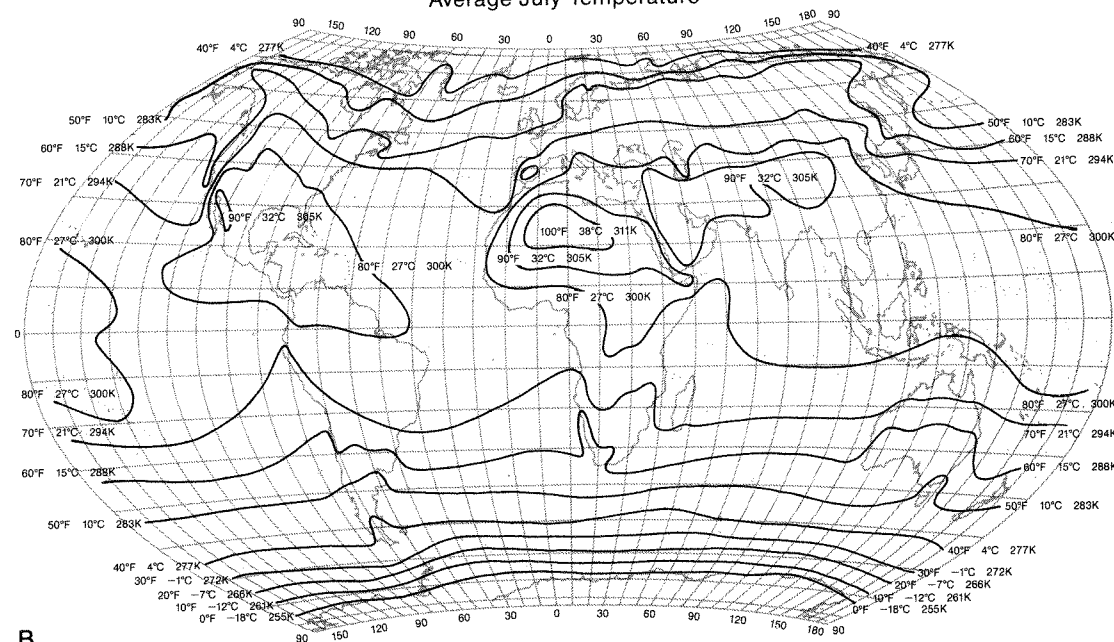 Average July Temperature
90 150 120 90 60 30 0 30 60 90 120 150 180 90
40°F 4°C 277K
40°F 4°C 277K
50°F 10°C 283K
50°F 10°C 283K
60°F 15°C 288K
60°F 15°C 288K
70°F 21°C 294K
70°F 21°C 294K
90°F 32°C 305K
90°F 32°C 305K
100°F 38°C 311K
80°F 27°C 300K
80°F 27°C 300K
90°F 32°C 305K
80°F 27°C 300K
80°F 27°C 300K
0
80°F 27°C 300K
80°F 27°C 300K
70°F 21°C 294K
70°F 21°C 294K
60°F 15°C 288K
60°F 15°C 288K
50°F 10°C 283K
50°F 10°C 283K
40°F 4°C 277K
40°F 4°C 277K
30°F −1°C 272K
30°F −1°C 272K
20°F −7°C 266K
20°F −7°C 266K
10°F −12°C 261K
10°F −12°C 261K
0°F −18°C 255K
0°F −18°C 255K
90 150 120 90 60 30 0 30 60 90 120 150 180 90
B